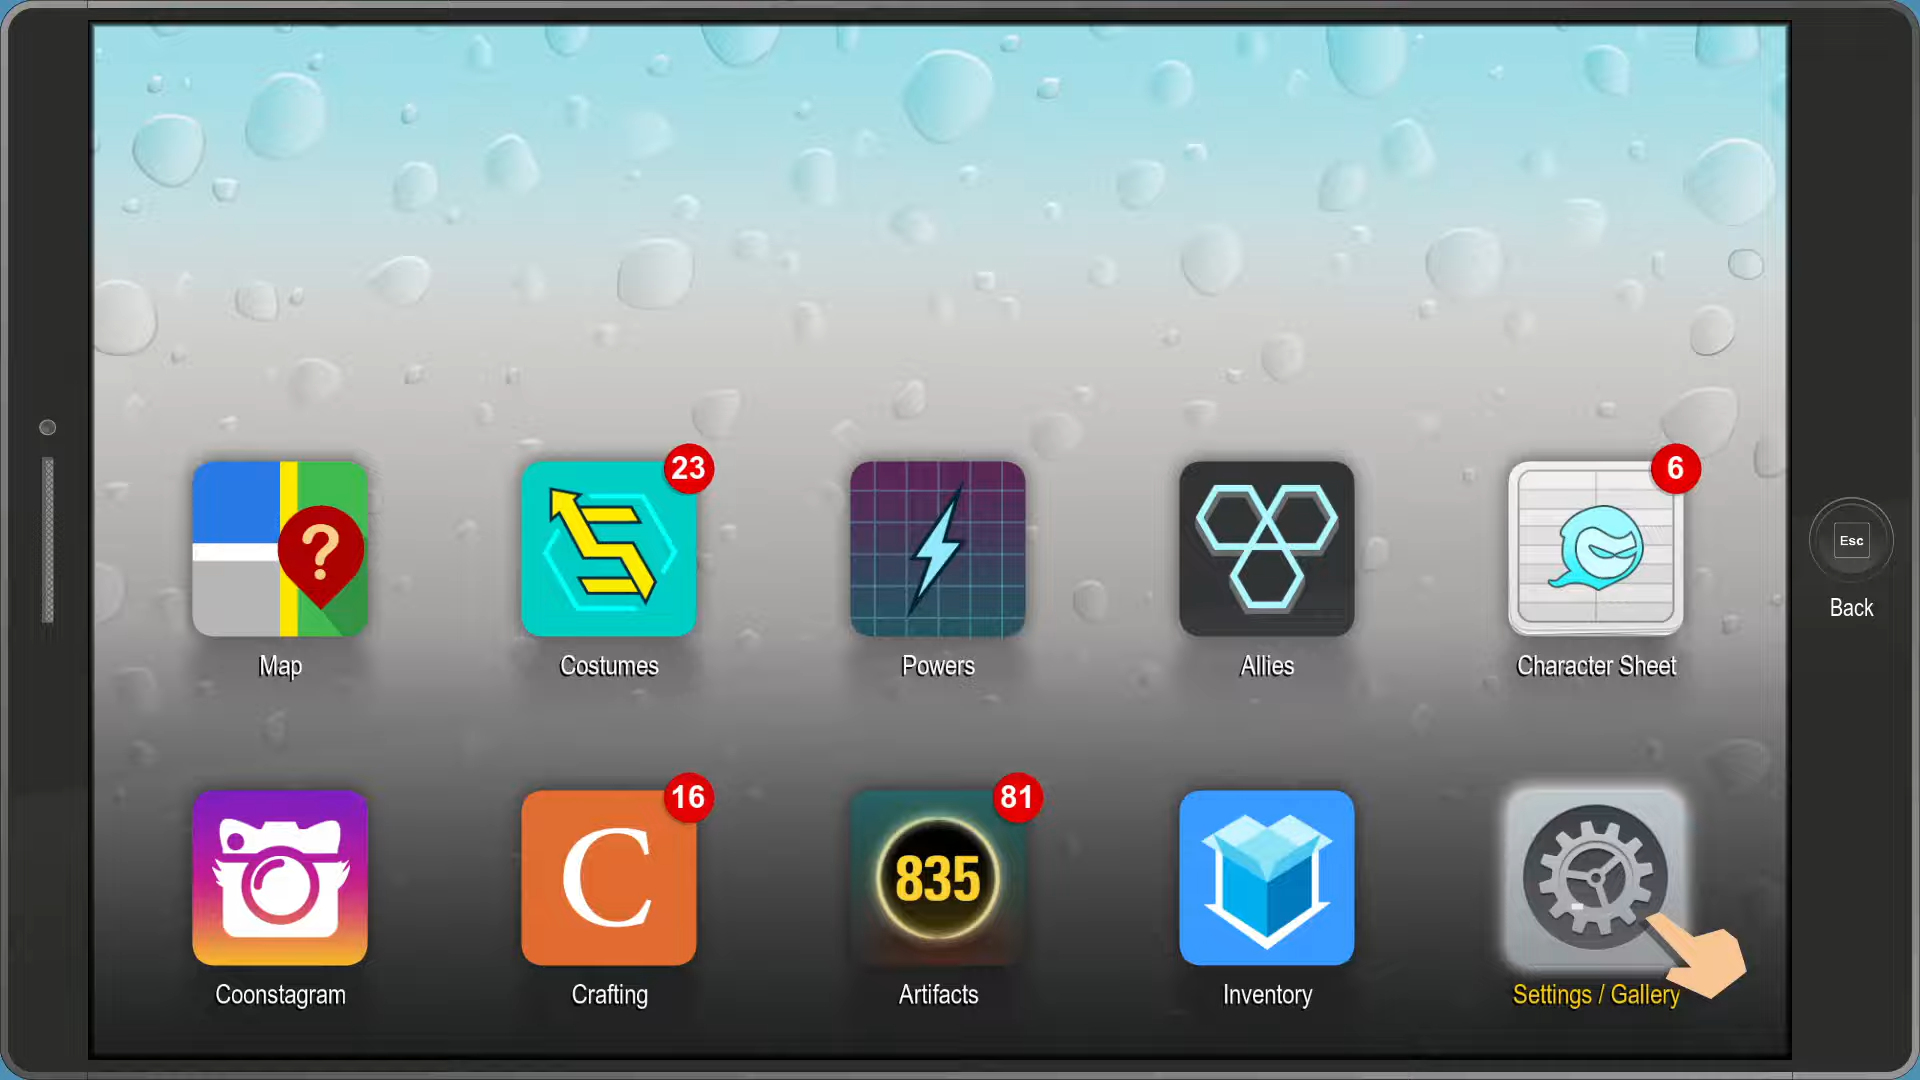 23
6
?
Esc
Back
Map
Costumes
Powers
Allies
Character Sheet
16
81
C
835
Coonstagram
Crafting
Artifacts
Inventory
Settings / Gallery